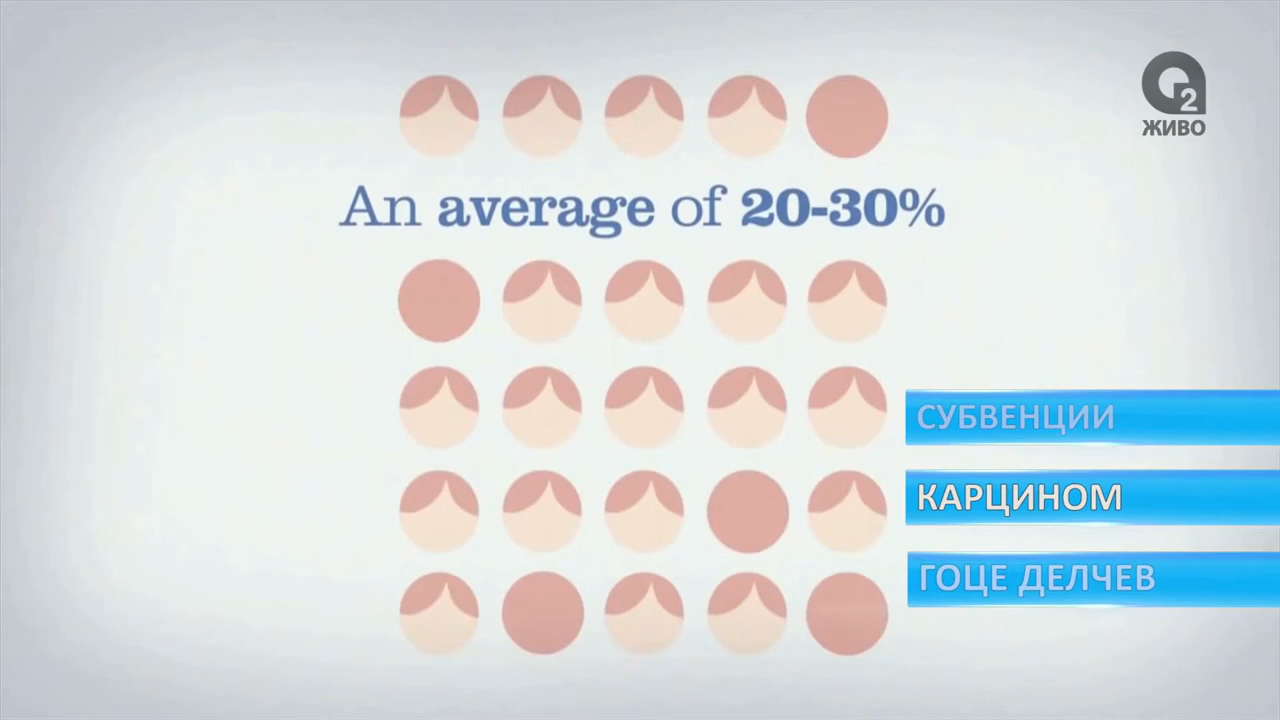 2
ЖИВО
An average of 20-30%
СУБВЕНЦИИ
КАРЦИНОМ
ГОЦЕ ДЕЛЧЕВ